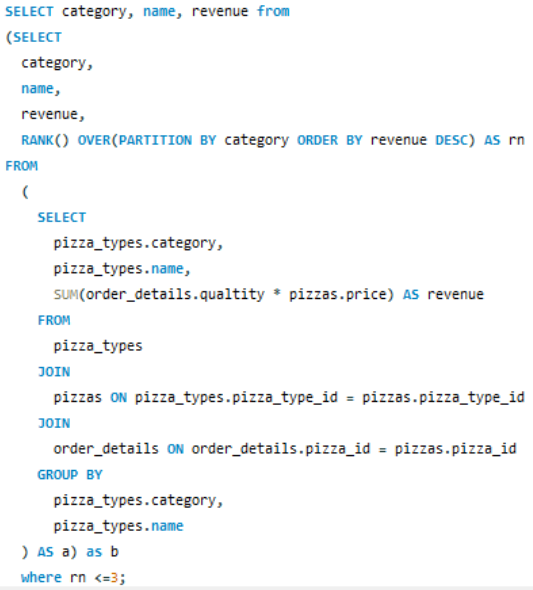 SELECT category, name, revenue from
(SELECT
category,
name,
revenue,
RANK() OVER(PARTITION BY category ORDER BY revenue DESC) AS rn
FROM
(
SELECT
pizza_types.category,
pizza_types.name,
SUM(order_details.qualtity * pizzas.price) AS revenue
FROM
pizza_types
JOIN
pizzas ON pizza_types.pizza_type_id = pizzas.pizza_type_id
JOIN
order_details ON order_details.pizza_id = pizzas.pizza_id
GROUP BY
pizza_types.category,
pizza_types.name
) AS a) as b
where rn <=3;